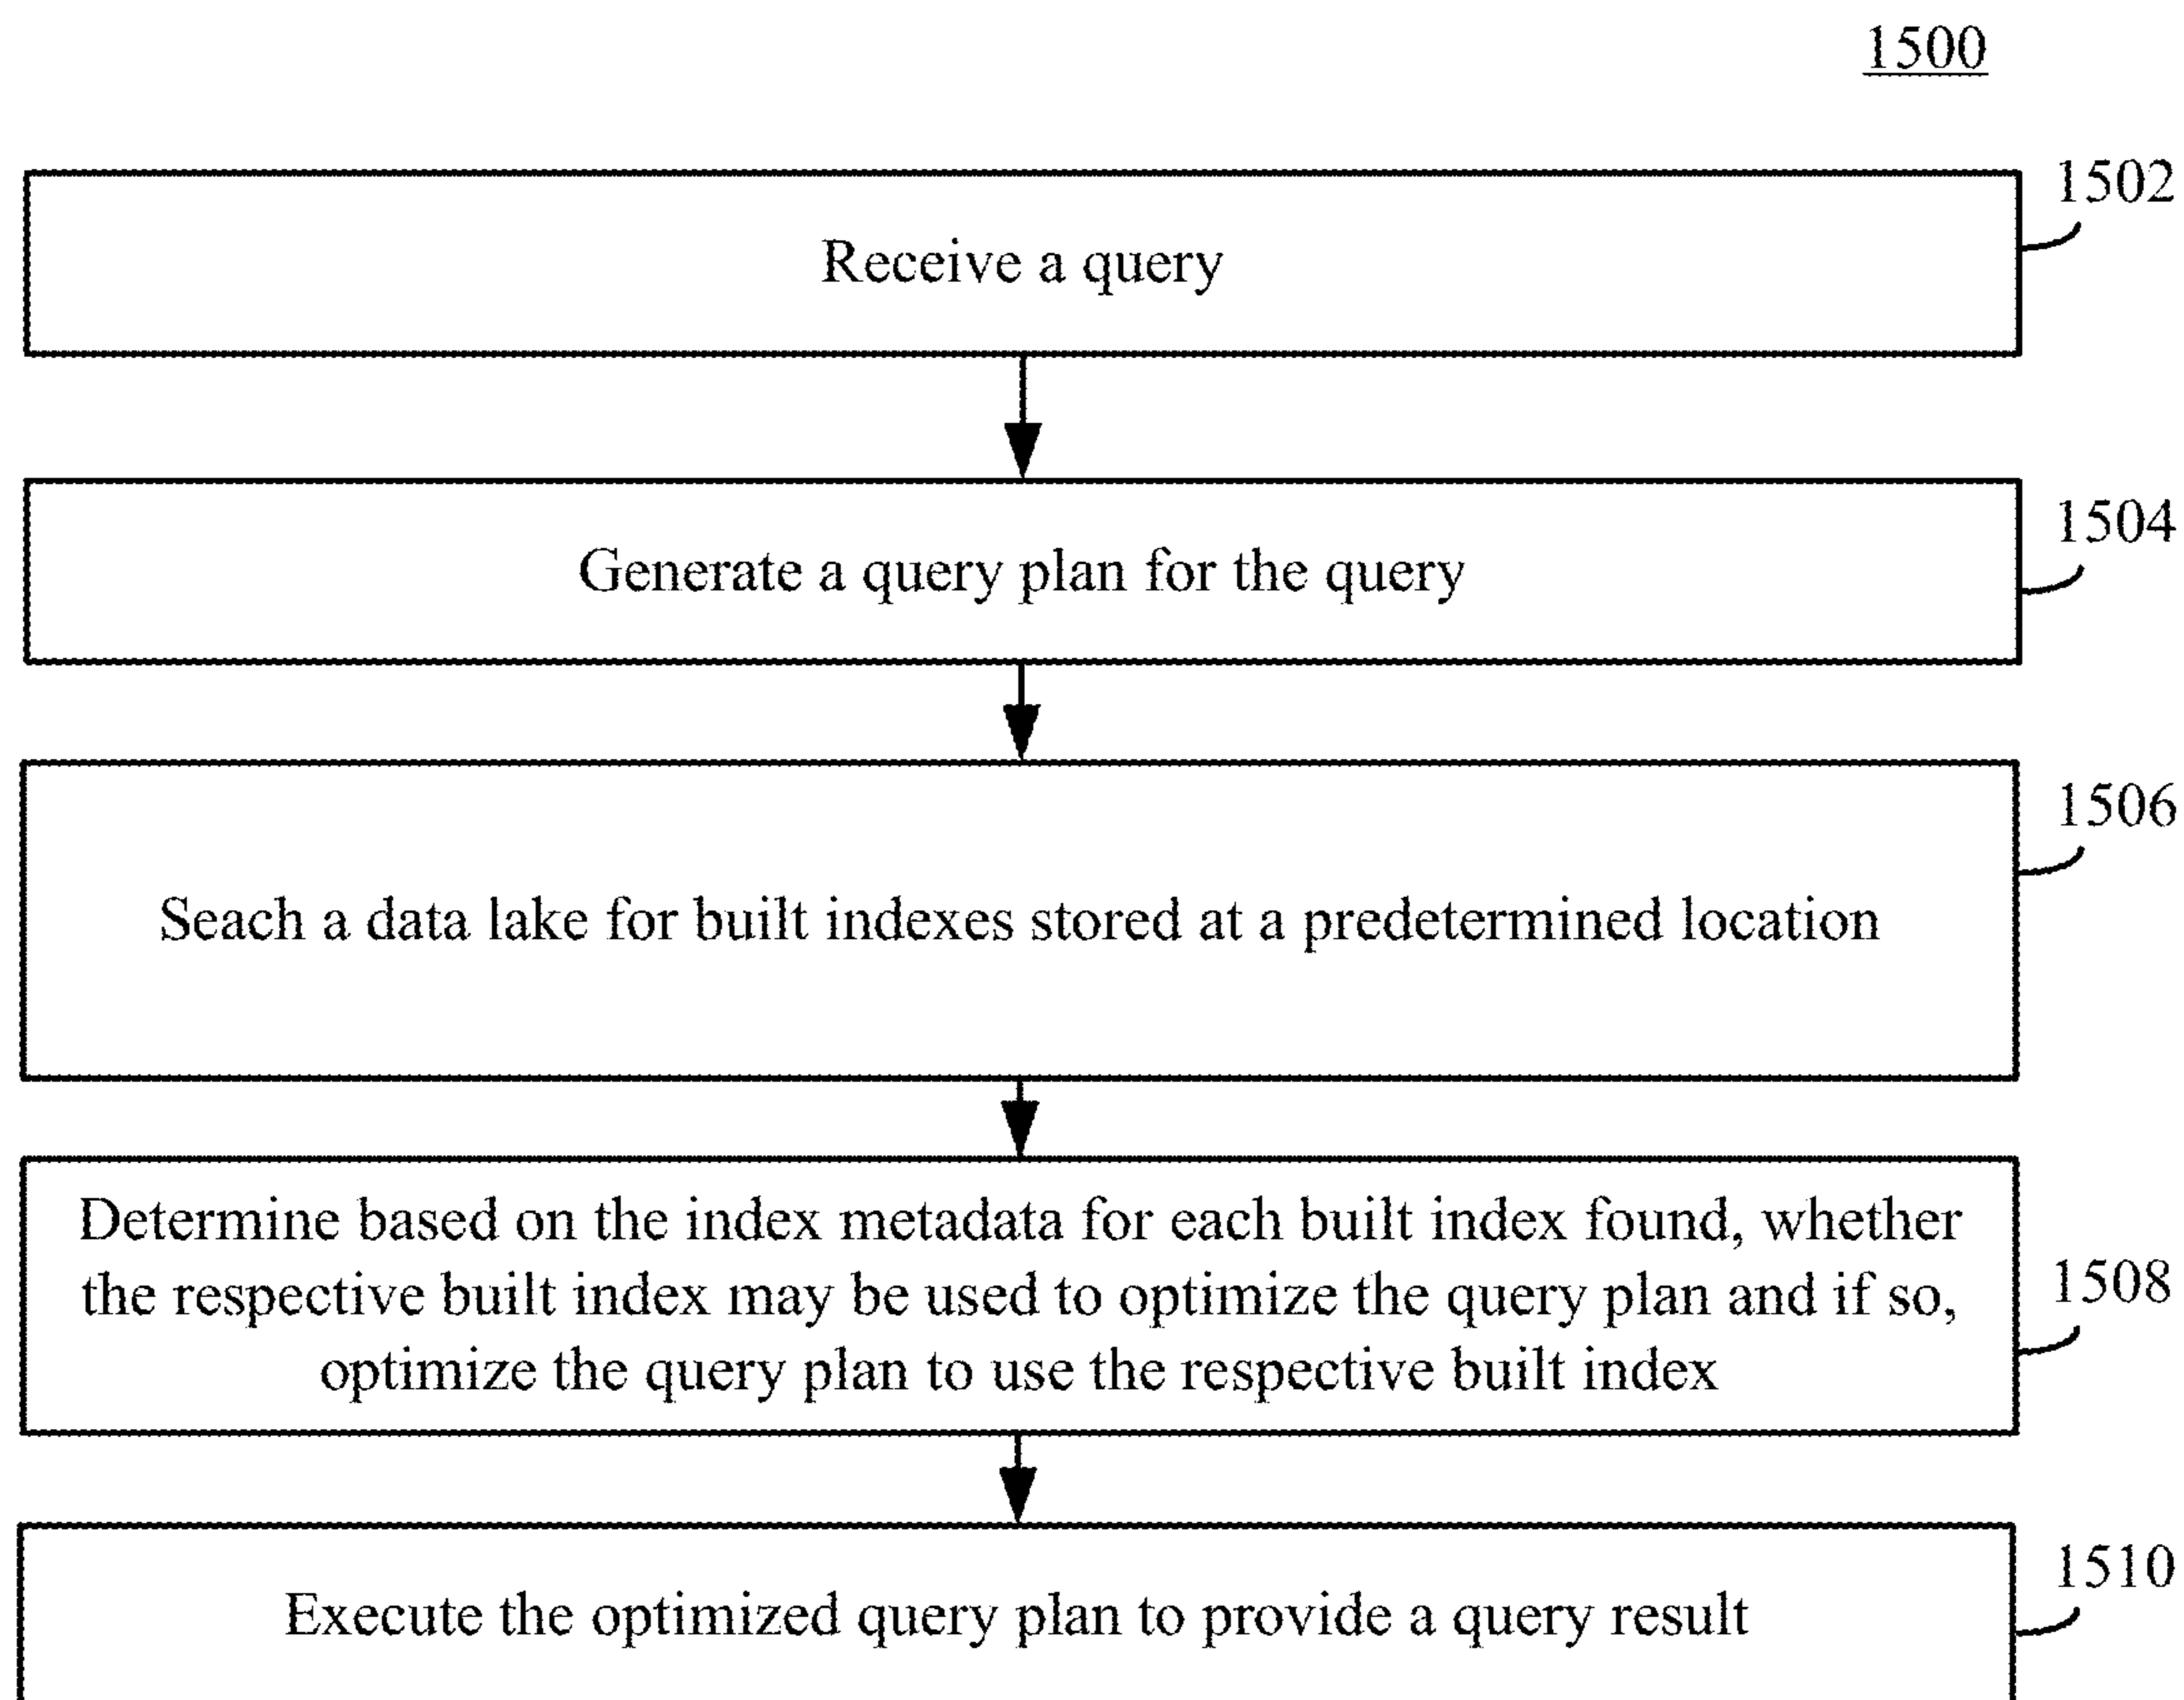 1500
1502
Receive a query
1504
Generate a query plan for the query
1506
Seach a data lake for built indexes stored at a predetermined location
Determine based on the index metadata for each built index found, whether
the respective built index may be used to optimize the query plan and if so,
optimize the query plan to use the respective built index
1508
1510
Execute the optimized query plan to provide a query result